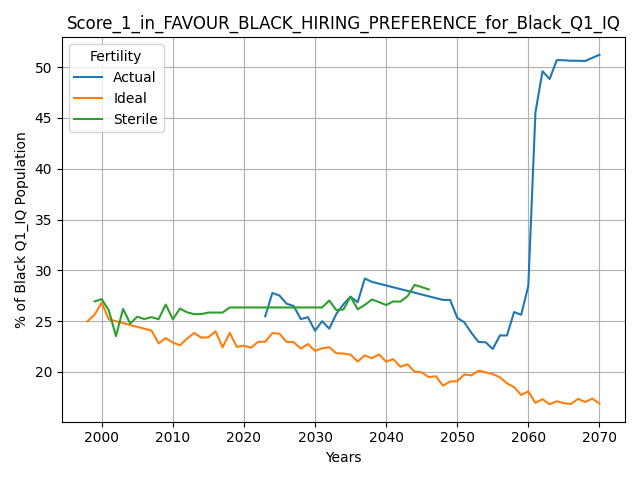 Score_1_in_FAVOUR_BLACK_HIRING_PREFERENCE_for_Black_Q1_IQ
Fertility
Actual
Ideal
Sterile
% of Black Q1_IQ Population
50
45
40
35
30
25
20
2000 2010 2020 2030 2040 2050 2060 2070
Years